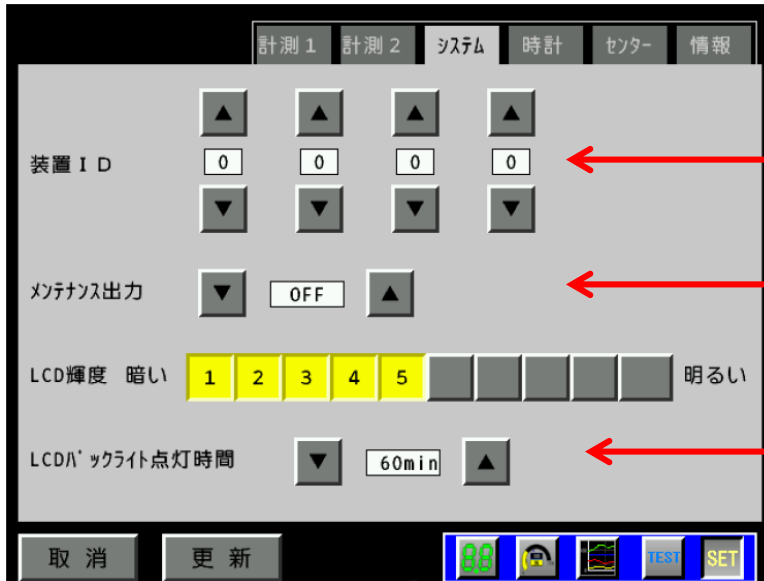 計測1 計測2 ｼｽﾃﾑ 時計 ｾﾝﾀｰ 情報
▲ ▲ ▲ ▲
装置ＩＤ 0 0 0 0
▼ ▼ ▼ ▼
ﾒﾝﾃﾅﾝｽ出力 ▼ OFF ▲
LCD輝度 暗い 1 2 3 4 5 明るい
LCDﾊﾞｯｸﾗｲﾄ点灯時間 ▼ 60min ▲
取消 更新 88 TEST SET